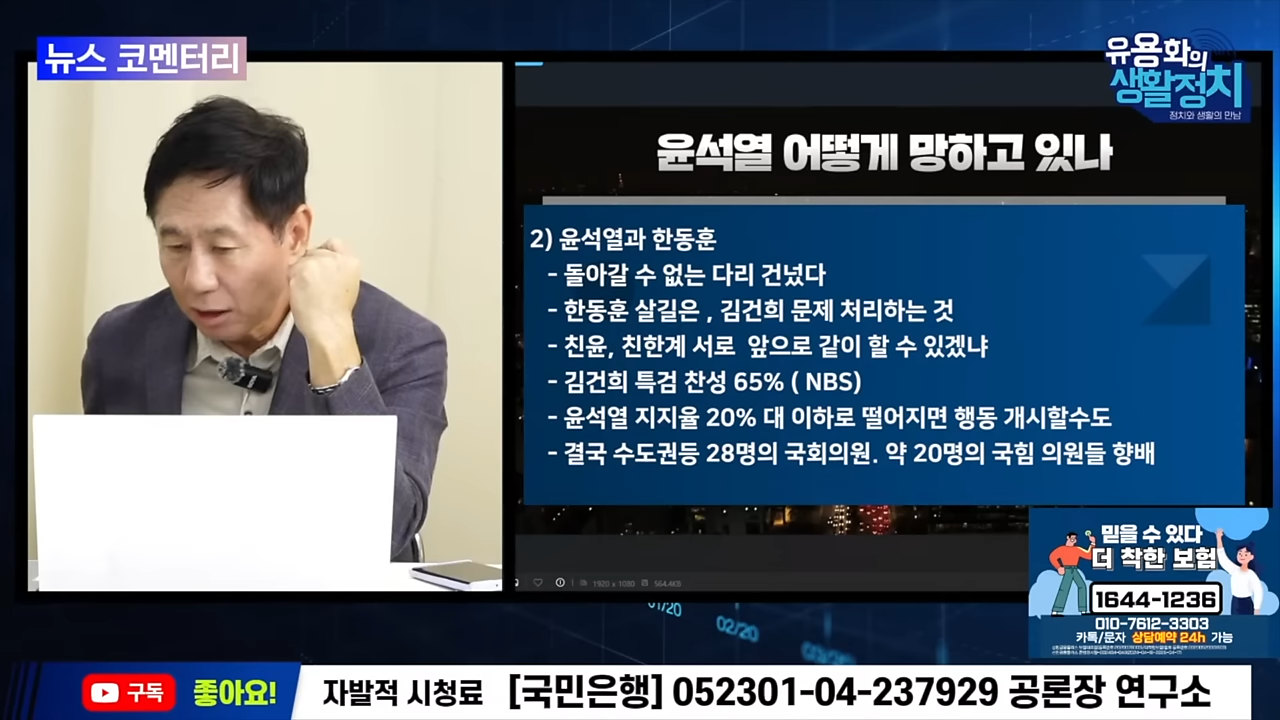 뉴스 코멘터리
유용화의
생활정치
정치와 생활의 만남
윤석열 어떻게 망하고 있나
2) 윤석열과 한동훈
- 돌아갈 수 없는 다리 건넜다
- 한동훈 살길은 , 김건희 문제 처리하는 것
- 친윤, 친한계 서로 앞으로 같이 할 수 있겠냐
- 김건희 특검 찬성 65% ( NBS)
- 윤석열 지지율 20% 대 이하로 떨어지면 행동 개시할수도
- 결국 수도권등 28명의 국회의원. 약 20명의 국힘 의원들 향배
1920 x 1080 564.4KB
01/20
02/20
믿을 수 있다
더 착한 보험
1644-1236
010-7612-3303
카톡/문자 상담예약 24h 가능
구독 좋아요! 자발적 시청료 [국민은행] 052301-04-237929 공론장 연구소